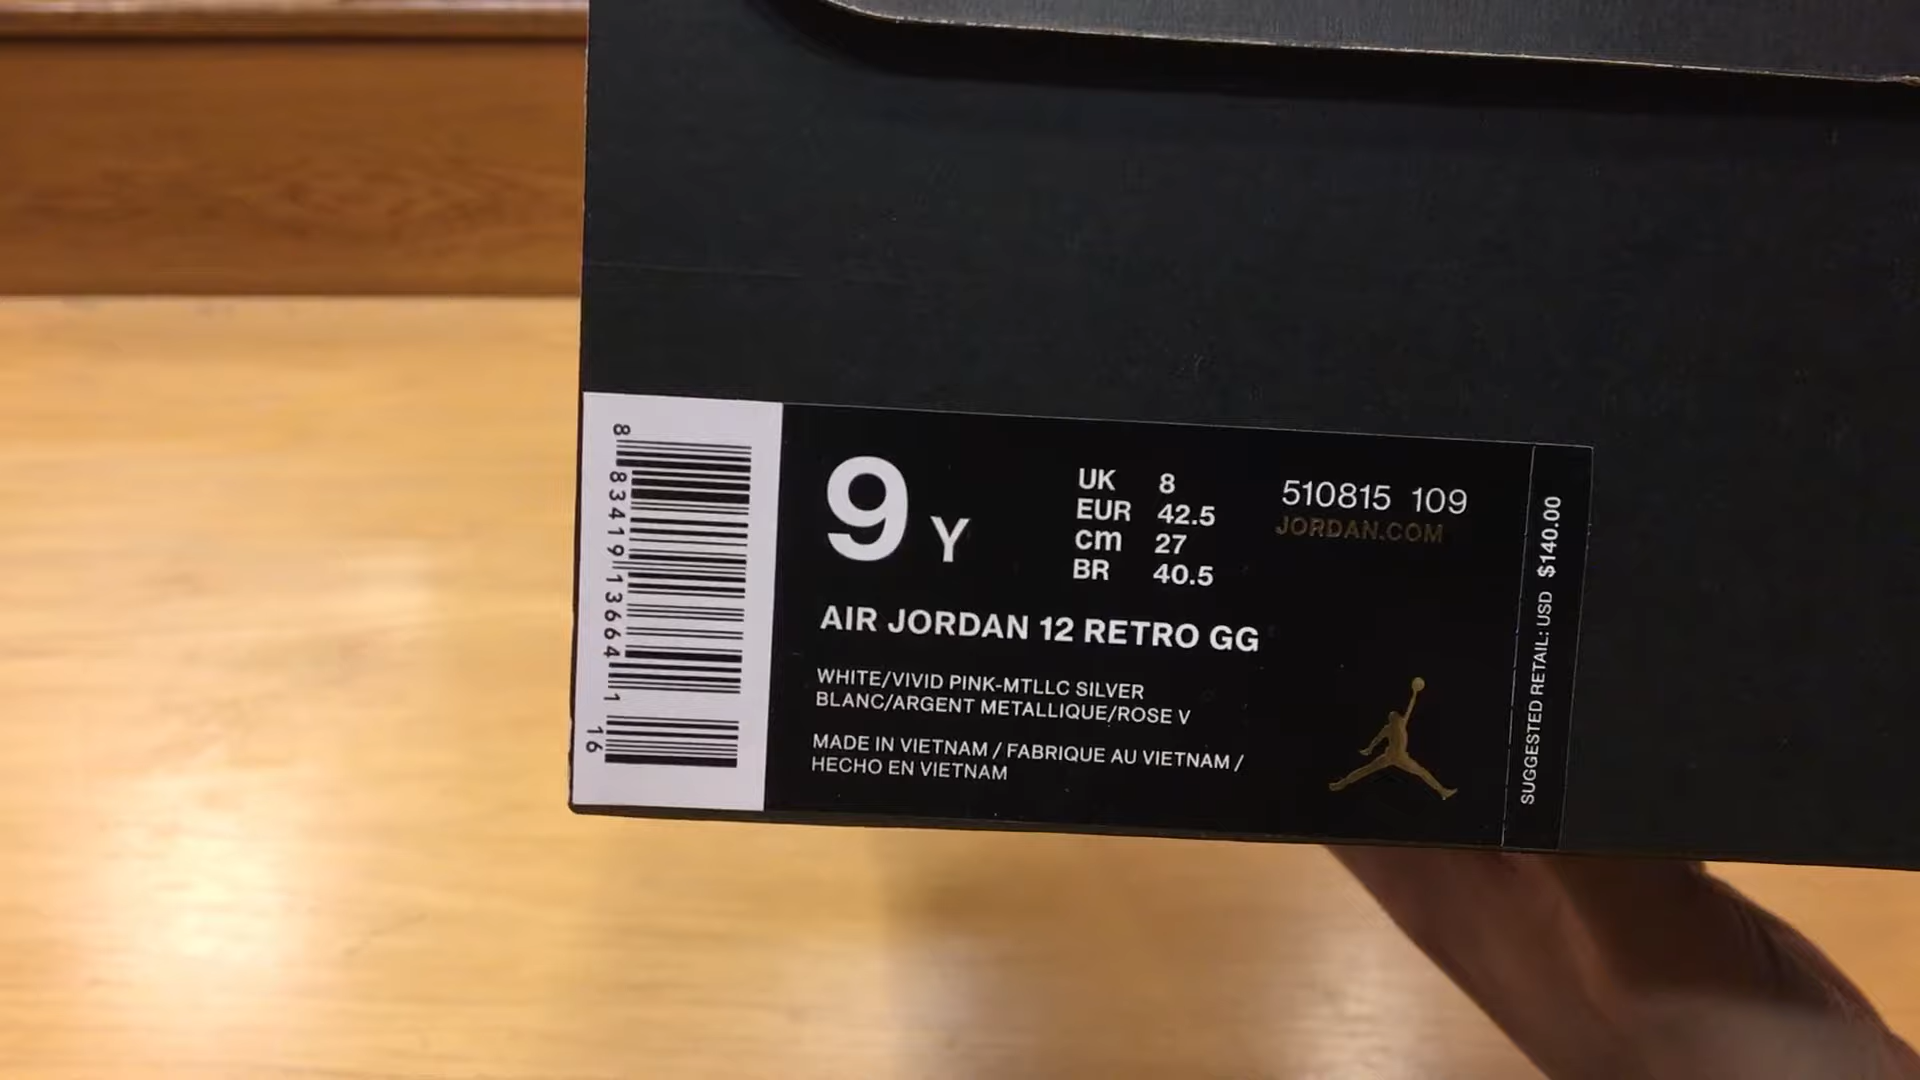 8 83419 13664 1 16
9 Y
UK 8
EUR 42.5
cm 27
BR 40.5
510815 109
JORDAN.COM
AIR JORDAN 12 RETRO GG
WHITE/VIVID PINK-MTLLC SILVER
BLANC/ARGENT METALLIQUE/ROSE V
MADE IN VIETNAM / FABRIQUE AU VIETNAM /
HECHO EN VIETNAM
SUGGESTED RETAIL: USD $140.00